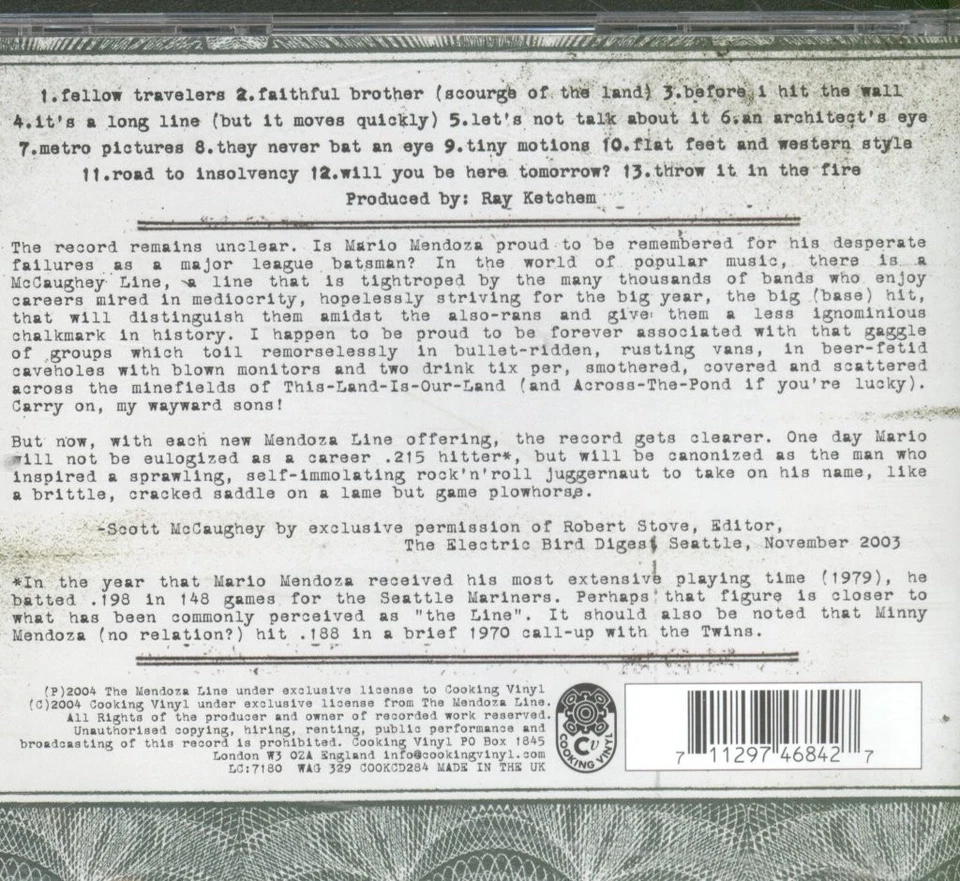 1.fellow travelers 2.faithful brother (scourge of the land) 3.before i hit the wall
4.it's a long line (but it moves quickly) 5.let's not talk about it 6.an architect's eye
7.metro pictures 8.they never bat an eye 9.tiny motions 10.flat feet and western style
11.road to insolvency 12.will you be here tomorrow? 13.throw it in the fire
Produced by: Ray Ketchem
The record remains unclear. Is Mario Mendoza proud to be remembered for his desperate
failures as a major league batsman? In the world of popular music, there is a
McCaughey Line, a line that is tightroped by the many thousands of bands who enjoy
careers mired in mediocrity, hopelessly striving for the big year, the big (base) hit,
that will distinguish them amidst the also-rans and give them a less ignominious
chalkmark in history. I happen to be proud to be forever associated with that gaggle
of groups which toil remorselessly in bullet-ridden, rusting vans, in beer-fetid
caveholes with blown monitors and two drink tix per, smothered, covered and scattered
across the minefields of This-Land-Is-Our-Land (and Across-The-Pond if you're lucky).
Carry on, my wayward sons!
But now, with each new Mendoza Line offering, the record gets clearer. One day Mario
will not be eulogized as a career .215 hitter*, but will be canonized as the man who
inspired a sprawling, self-immolating rock'n'roll juggernaut to take on his name, like
a brittle, cracked saddle on a lame but game plowhorse.
-Scott McCaughey by exclusive permission of Robert Stove, Editor,
The Electric Bird Digest Seattle, November 2003
*In the year that Mario Mendoza received his most extensive playing time (1979), he
batted .198 in 148 games for the Seattle Mariners. Perhaps that figure is closer to
what has been commonly perceived as "the Line". It should also be noted that Minny
Mendoza (no relation?) hit .188 in a brief 1970 call-up with the Twins.
(P)2004 The Mendoza Line under exclusive license to Cooking Vinyl
(C)2004 Cooking Vinyl under exclusive license from The Mendoza Line.
All Rights of the producer and owner of recorded work reserved.
Unauthorised copying, hiring, renting, public performance and
broadcasting of this record is prohibited. Cooking Vinyl PO Box 1845
London W3 0ZA England info@cookingvinyl.com
LC:7180 WAG 329 COOKCD284 MADE IN THE UK
CV
COOKING VINYL
7 11297 46842 7